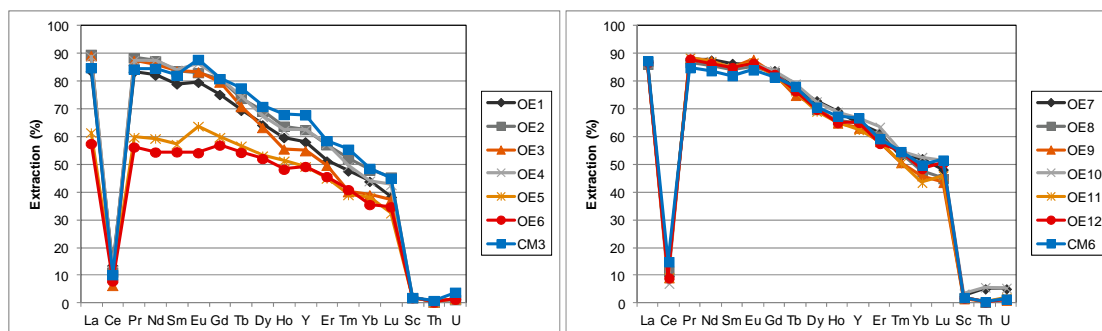 Extraction (%)
100
90
80
70
60
50
40
30
20
10
0
La Ce Pr Nd Sm Eu Gd Tb Dy Ho Y Er Tm Yb Lu Sc Th U
OE1
OE2
OE3
OE4
OE5
OE6
CM3
Extraction (%)
100
90
80
70
60
50
40
30
20
10
0
La Ce Pr Nd Sm Eu Gd Tb Dy Ho Y Er Tm Yb Lu Sc Th U
OE7
OE8
OE9
OE10
OE11
OE12
CM6